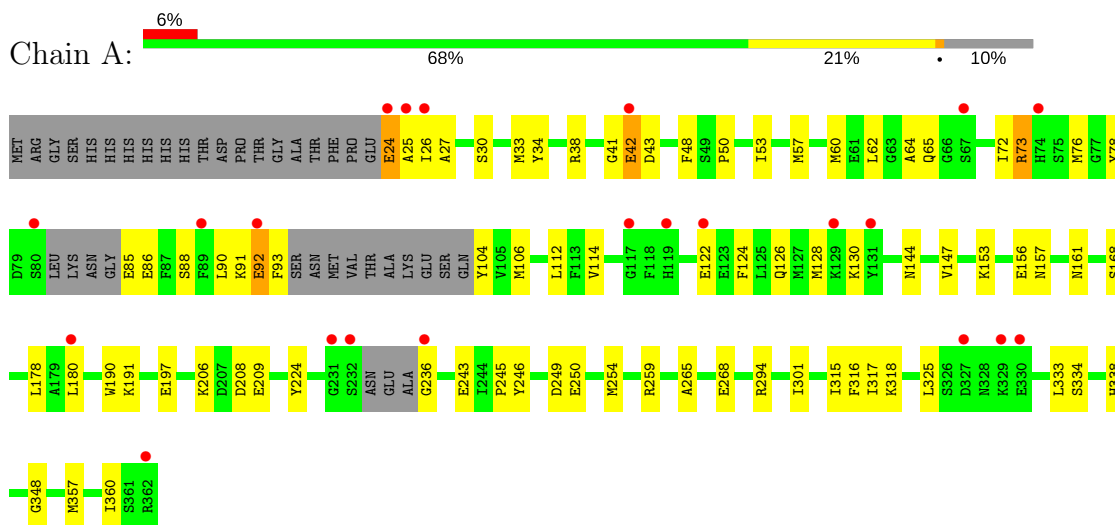 6%
Chain A:
68% 21% • 10%
MET ARG GLY SER HIS HIS HIS HIS HIS HIS THR ASP PRO THR GLY ALA THR PHE PRO GLU E24 A25 I26 A27 S30 M33 Y34 R38 G41 E42 D43 F48 S49 P50 I53 M57 M60 E61 L62 G63 A64 Q65 G66 S67 I72 R73 H74 S75 M76 G77 Y78
D79 S80 LEU LYS ASN GLY E85 E86 F87 S88 F89 L90 K91 E92 F93 SER ASN MET VAL THR ALA LYS GLU SER GLN Y104 V105 M106 L112 F113 V114 G117 F118 H119 E122 E123 F124 L125 Q126 M127 M128 K129 K130 Y131 N144 V147 K153 E156 N157 N161 S168
L178 A179 L180 W190 K191 E197 K206 D207 D208 E209 Y224 G231 S232 ASN GLU ALA G236 E243 I244 P245 Y246 D249 E250 M254 R259 A265 E268 R294 I301 I315 F316 I317 K318 L325 S326 D327 N328 K329 E330 L333 S334 H338
G348 M357 I360 S361 R362